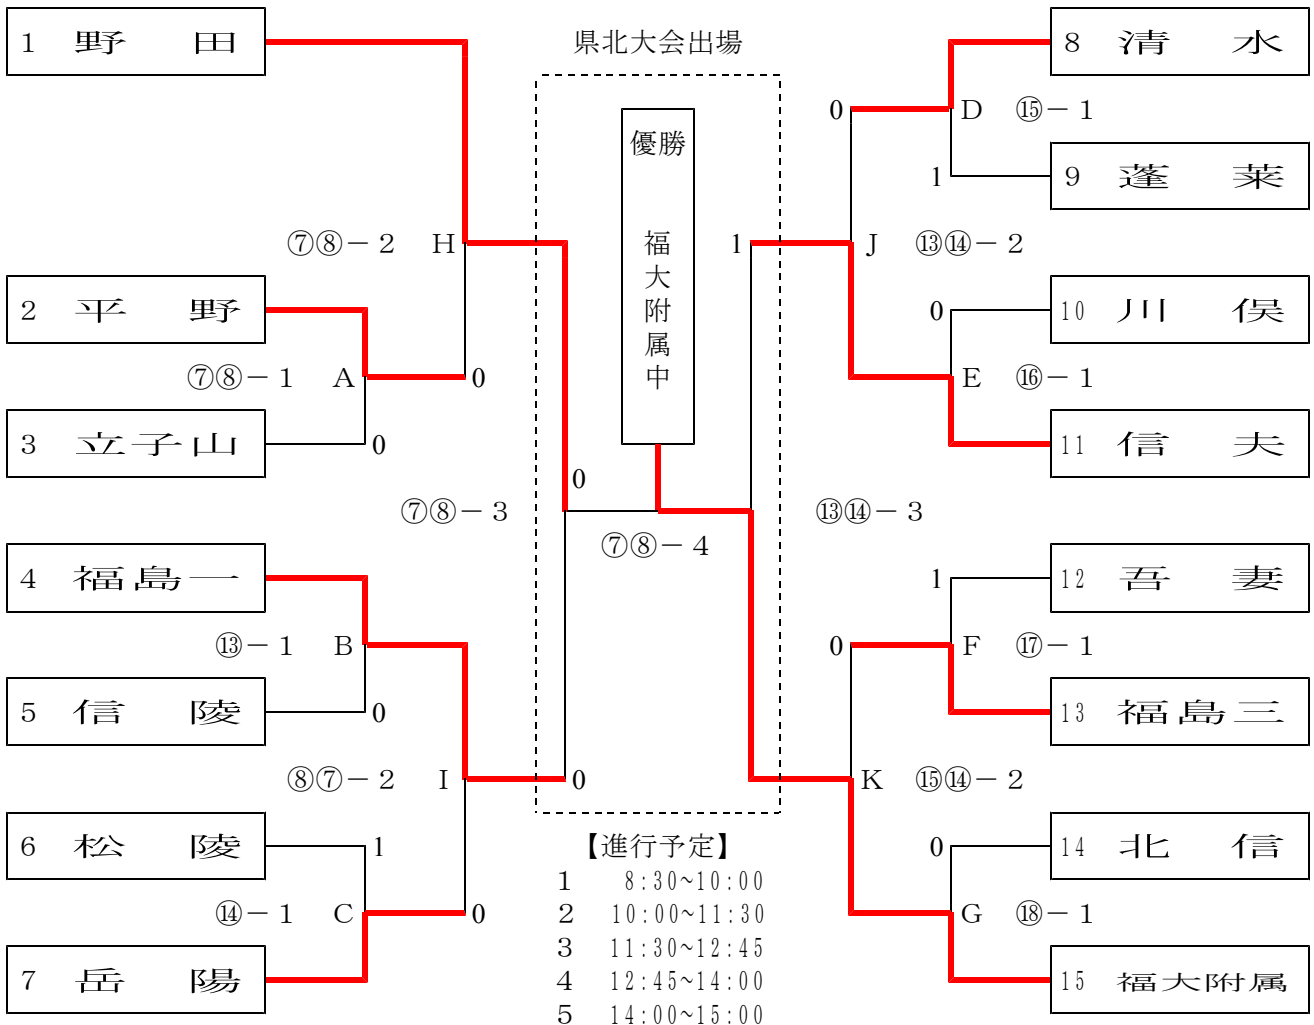 県北大会出場
優勝
福大附属中
1 野 田
2 平 野
3 立子山
4 福島一
5 信 陵
6 松 陵
7 岳 陽
8 清 水
9 蓬 莱
10 川 俣
11 信 夫
12 吾 妻
13 福島三
14 北 信
15 福大附属
⑦⑧－2 H
0
⑦⑧－1 A
0
⑦⑧－3
0
⑬－1 B
0
⑧⑦－2 I
0
1
⑭－1 C
0
⑦⑧－4
0 D ⑮－1
1
1 J ⑬⑭－2
0
E ⑯－1
⑬⑭－3
1
0 F ⑰－1
K ⑮⑭－2
0
G ⑱－1
【進行予定】
1 8:30~10:00
2 10:00~11:30
3 11:30~12:45
4 12:45~14:00
5 14:00~15:00